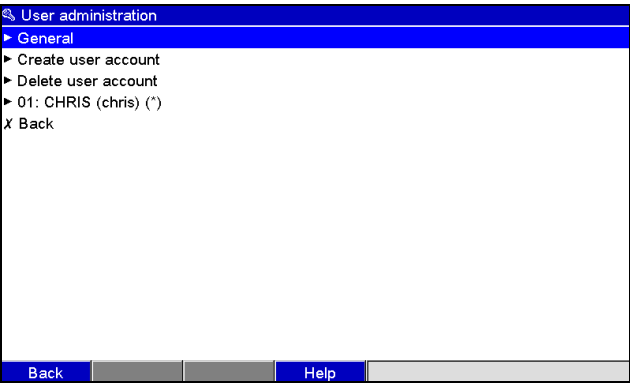 User administration
General
Create user account
Delete user account
01: CHRIS (chris) (*)
X Back
Back Help